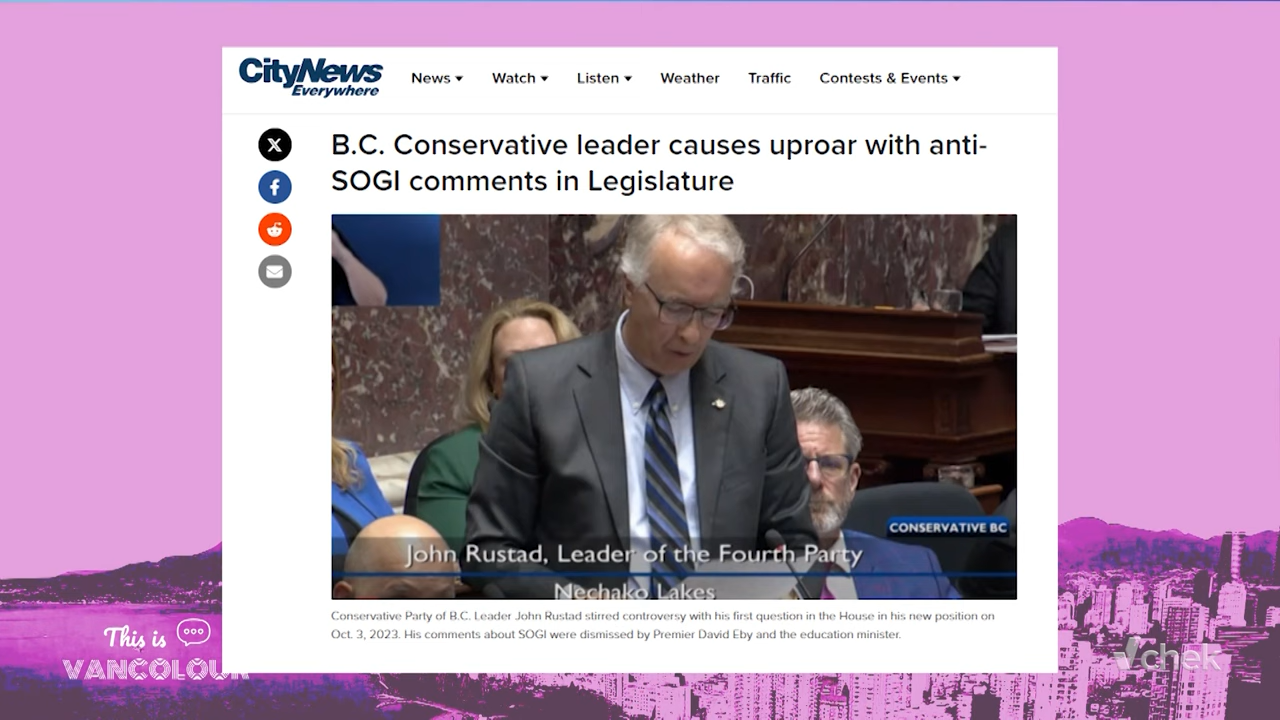 CityNews
Everywhere
News
Watch
Listen
Weather
Traffic
Contests & Events
B.C. Conservative leader causes uproar with anti-
SOGI comments in Legislature
CONSERVATIVE BC
John Rustad, Leader of the Fourth Party
Nechako Lakes
Conservative Party of B.C. Leader John Rustad stirred controversy with his first question in the House in his new position on
Oct. 3, 2023. His comments about SOGI were dismissed by Premier David Eby and the education minister.
This is
VANCOLOUR
chek